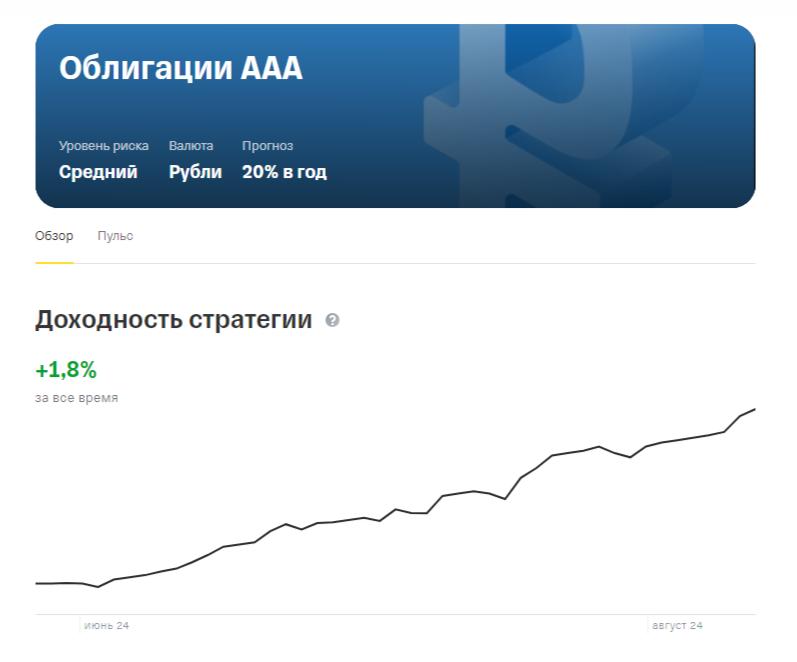 Облигации ААА
Уровень риска Валюта Прогноз
Средний Рубли 20% в год
Обзор Пульс
Доходность стратегии ?
+1,8%
за все время
июнь 24 август 24